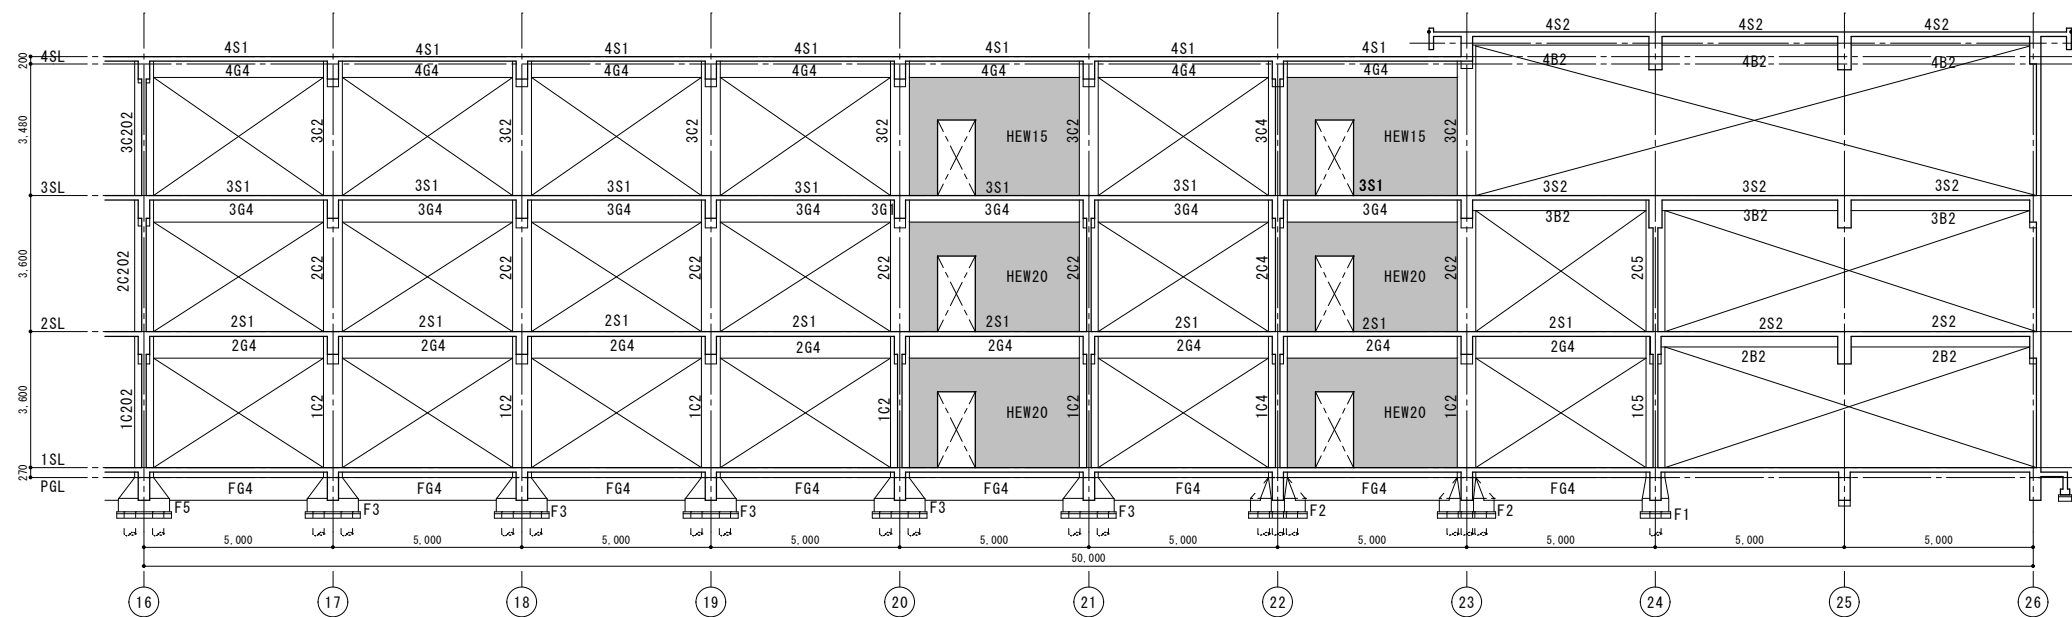 4S2 4S2 4S2
4S1 4S1 4S1 4S1 4S1 4S1 4S1
200
4SL
4G4 4G4 4G4 4G4 4G4 4G4 4G4 4B2 4B2 4B2
3,480
3C202 3C2 3C2 3C2 3C2 HEW15 3C2 3C4 HEW15 3C2
3SL
3S1 3S1 3S1 3S1 3S1 3S1 3S1 3S2 3S2 3S2
3G4 3G4 3G4 3G4 3G1 3G4 3G4 3G4 3B2 3B2 3B2
3,600
2C202 2C2 2C2 2C2 2C2 HEW20 2C2 2C4 HEW20 2C2 2C5
2SL
2S1 2S1 2S1 2S1 2S1 2S1 2S1 2S1 2S2 2S2
2G4 2G4 2G4 2G4 2G4 2G4 2G4 2G4 2B2 2B2
3,600
1C202 1C2 1C2 1C2 1C2 HEW20 1C2 1C4 HEW20 1C2 1C5
1SL
270
PGL
FG4 FG4 FG4 FG4 FG4 FG4 FG4 FG4
F5 F3 F3 F3 F3 F3 F2 F2 F1
5,000 5,000 5,000 5,000 5,000 5,000 5,000 5,000 5,000 5,000
50,000
16 17 18 19 20 21 22 23 24 25 26